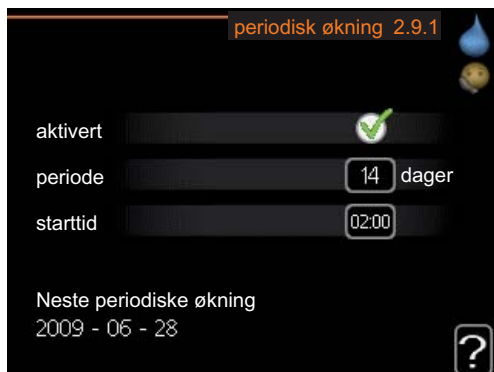 periodisk økning 2.9.1
aktivert
periode 14 dager
starttid 02:00
Neste periodiske økning
2009 - 06 - 28
?